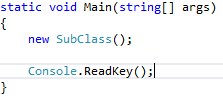 static void Main(string[] args)
{
    new SubClass();

    Console.ReadKey();
}